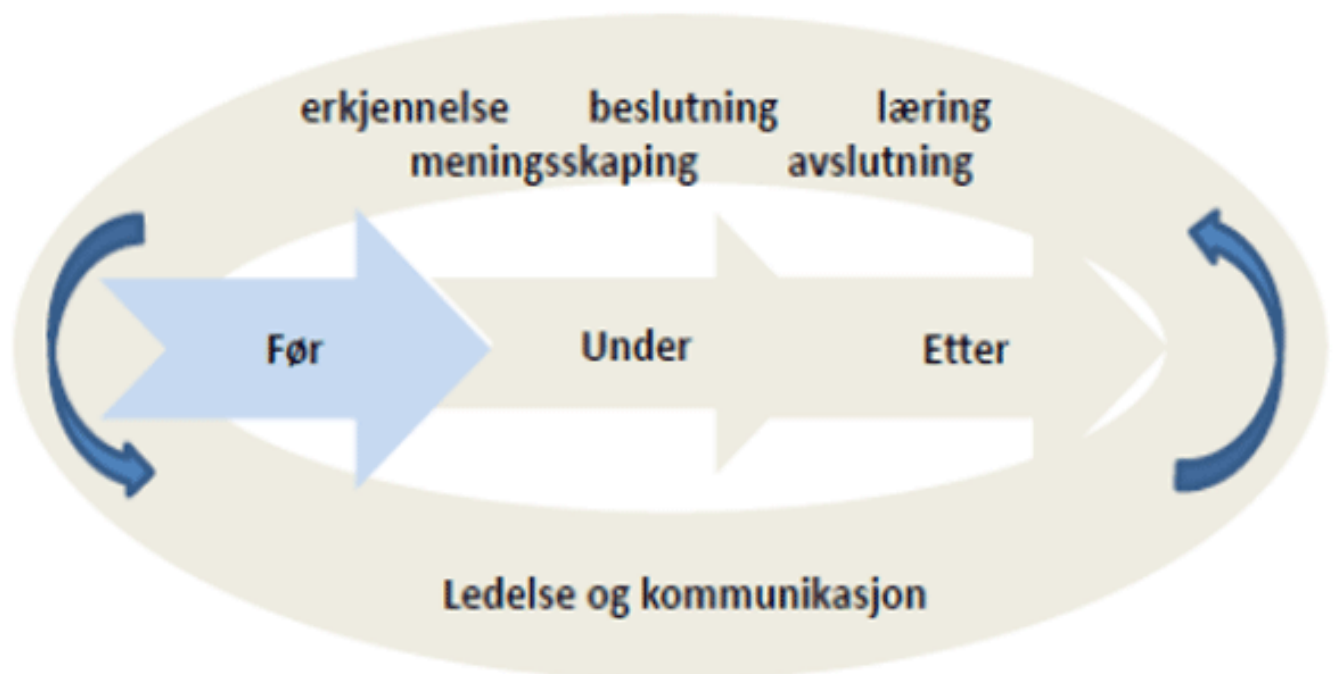 erkjennelse beslutning læring
meningsskaping avslutning
Før Under Etter
Ledelse og kommunikasjon